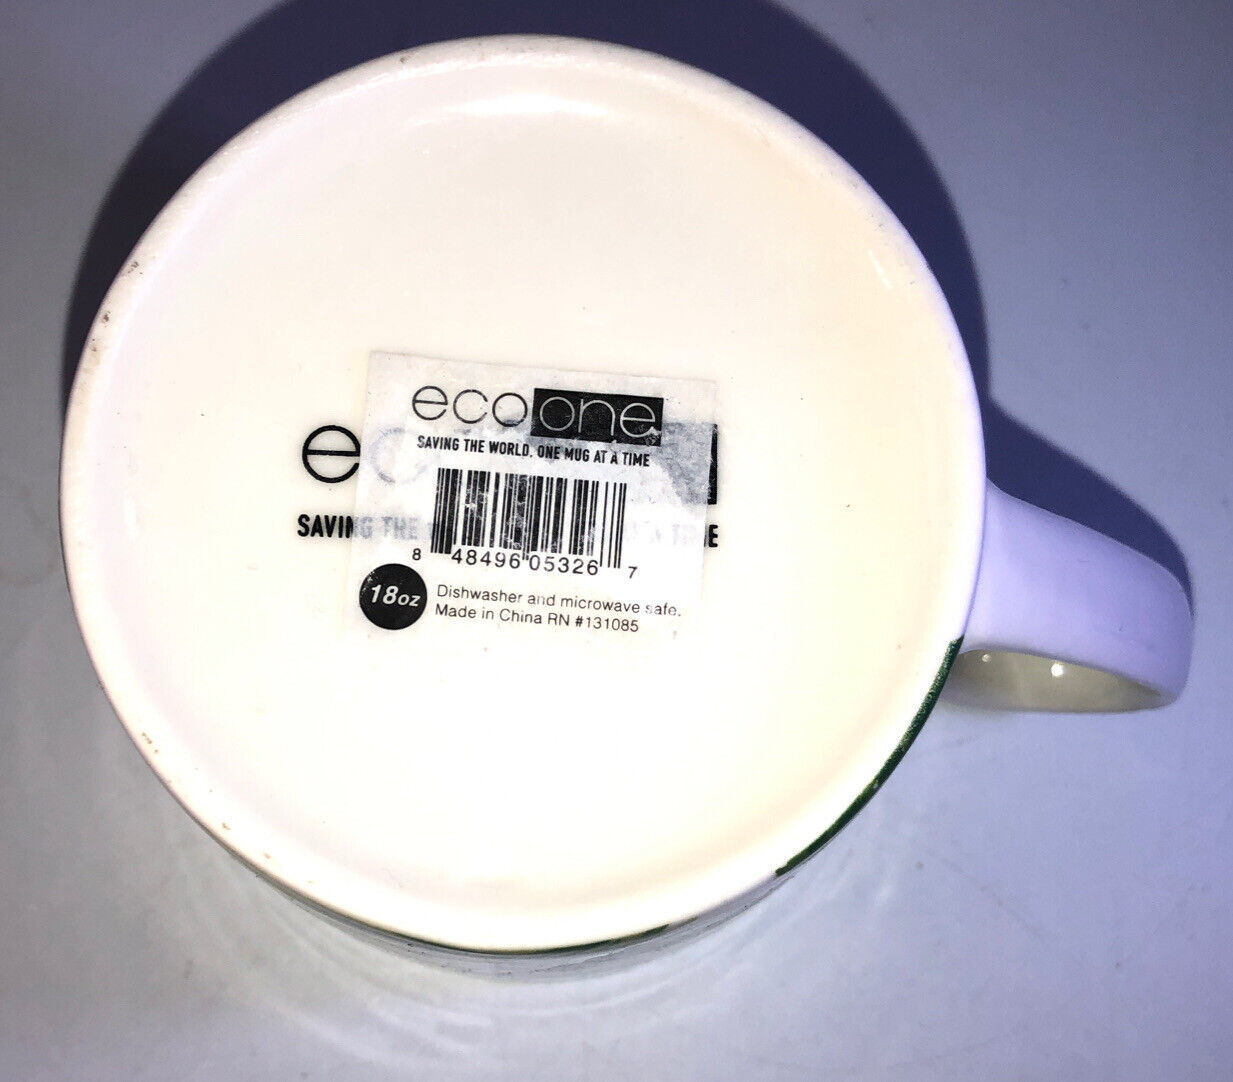 ecoone
SAVING THE WORLD. ONE MUG AT A TIME
8 48496 05326 7
18oz
Dishwasher and microwave safe.
Made in China RN #131085
e
SAVING THE
A TIME